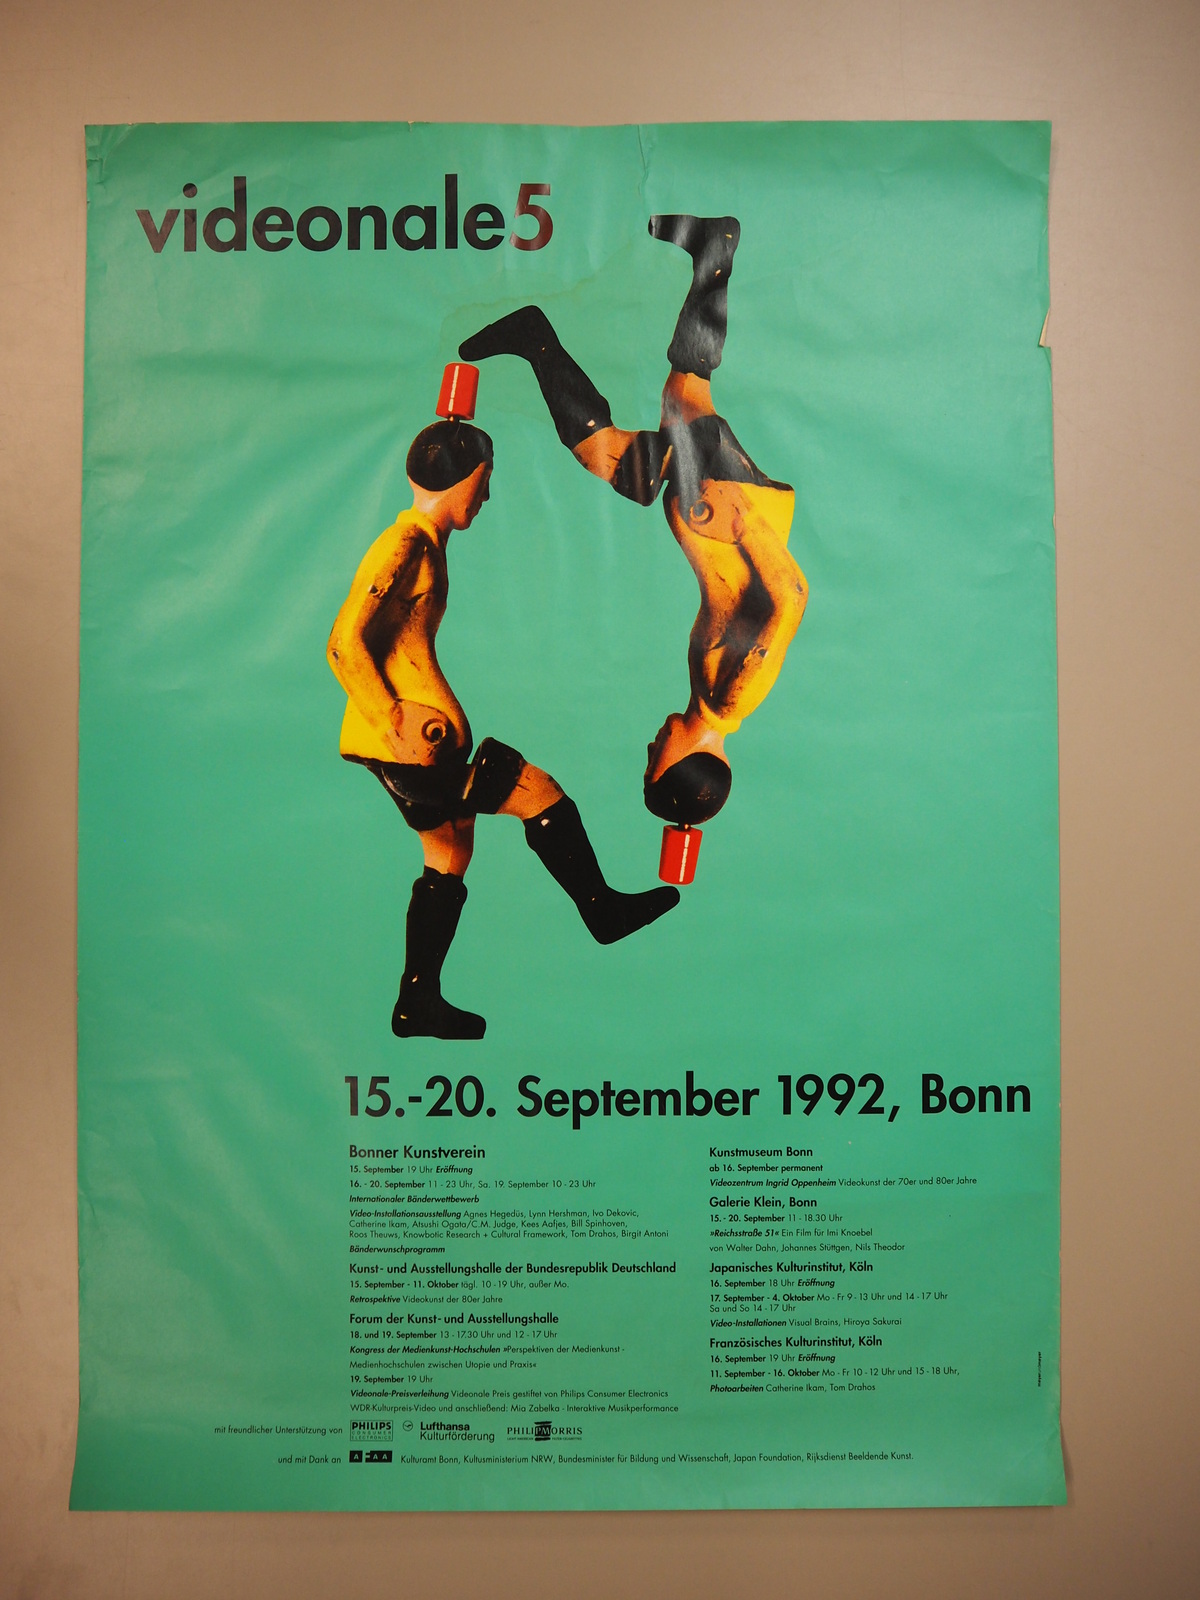 videonale5
15.-20. September 1992, Bonn
Bonner Kunstverein
15. September 19 Uhr Eröffnung
16. - 20. September 11 - 23 Uhr, Sa. 19. September 10 - 23 Uhr
Internationaler Bänderwettbewerb
Video-Installationsausstellung Agnes Hegedüs, Lynn Hershman, Ivo Dekovic,
Catherine Ikam, Atsushi Ogata/C.M. Judge, Kees Aafjes, Bill Spinhoven,
Roos Theuws, Knowbotic Research + Cultural Framework, Tom Drahos, Birgit Antoni
Bänderwunschprogramm
Kunst- und Ausstellungshalle der Bundesrepublik Deutschland
15. September - 11. Oktober tägl. 10 - 19 Uhr, außer Mo.
Retrospektive Videokunst der 80er Jahre
Forum der Kunst- und Ausstellungshalle
18. und 19. September 13 - 17.30 Uhr und 12 - 17 Uhr
Kongress der Medienkunst-Hochschulen »Perspektiven der Medienkunst -
Medienhochschulen zwischen Utopie und Praxis«
19. September 19 Uhr
Videonale-Preisverleihung Videonale Preis gestiftet von Philips Consumer Electronics
WDR-Kulturpreis-Video und anschließend: Mia Zabelka - Interaktive Musikperformance
Kunstmuseum Bonn
ab 16. September permanent
Videozentrum Ingrid Oppenheim Videokunst der 70er und 80er Jahre
Galerie Klein, Bonn
15. - 20. September 11 - 18.30 Uhr
»Reichsstraße 51« Ein Film für Imi Knoebel
von Walter Dahn, Johannes Stüttgen, Nils Theodor
Japanisches Kulturinstitut, Köln
16. September 18 Uhr Eröffnung
17. September - 4. Oktober Mo - Fr 9 - 13 Uhr und 14 - 17 Uhr
Sa und So 14 - 17 Uhr
Video-Installationen Visual Brains, Hiroya Sakurai
Französisches Kulturinstitut, Köln
16. September 19 Uhr Eröffnung
11. September - 16. Oktober Mo - Fr 10 - 12 Uhr und 15 - 18 Uhr,
Photoarbeiten Catherine Ikam, Tom Drahos
mit freundlicher Unterstützung von PHILIPS CONSUMER ELECTRONICS Lufthansa Kulturförderung PHILIP MORRIS
und mit Dank an AFAA Kulturamt Bonn, Kultusministerium NRW, Bundesminister für Bildung und Wissenschaft, Japan Foundation, Rijksdienst Beeldende Kunst.